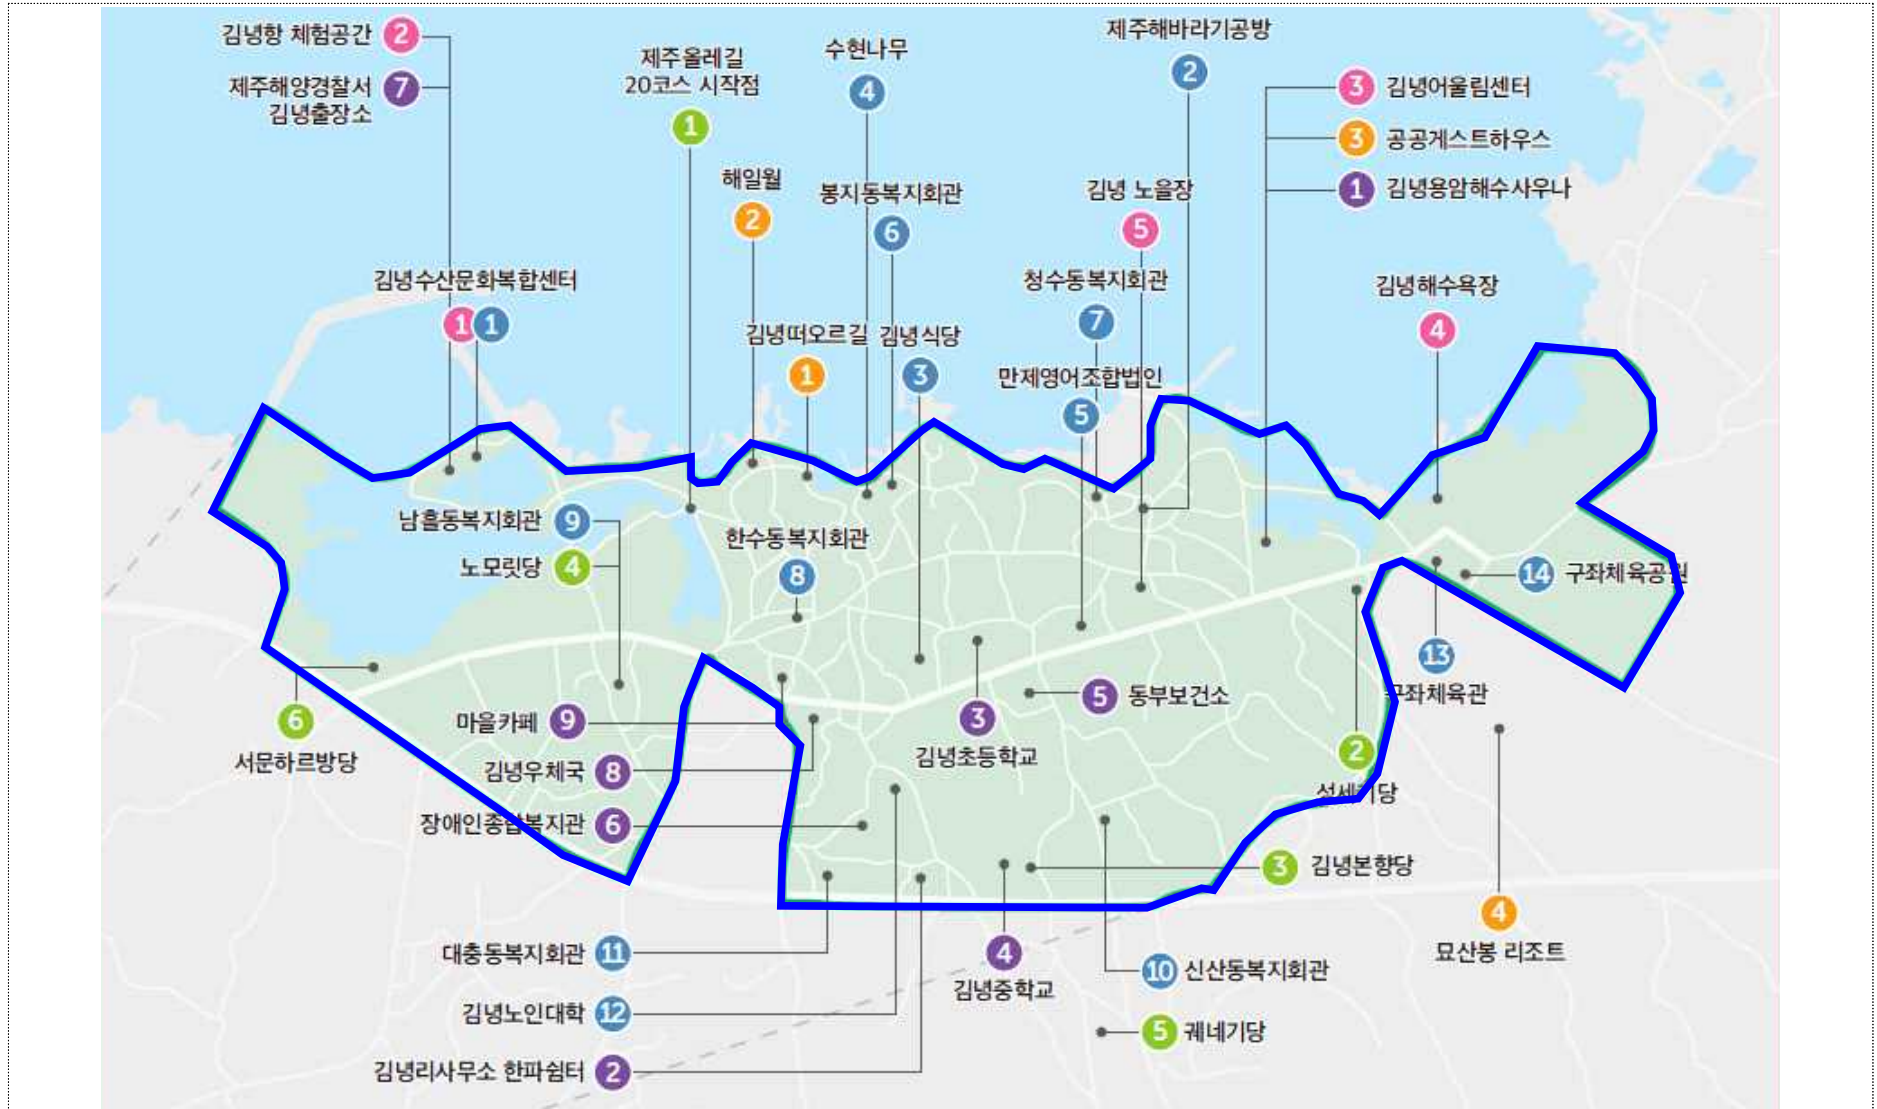 김녕항 체험공간 2
제주해양경찰서 7
김녕출장소
제주올레길
20코스 시작점
1
수현나무
4
제주해바라기공방
2
3 김녕어울림센터
3 공공게스트하우스
1 김녕용암해수사우나
해일월
2
봉지동복지회관
6
김녕 노을장
5
김녕수산문화복합센터
1 1
청수동복지회관
7
김녕해수욕장
4
김녕떠오르길
1
김녕식당
3
만제영어조합법인
5
남흘동복지회관 9
노모릿당 4
한수동복지회관
8
14 구좌체육공원
13
구좌체육관
6
서문하르방당
마을카페 9
김녕우체국 8
장애인종합복지관 6
3
김녕초등학교
5 동부보건소
2
성세기당
3 김녕본향당
4
묘산봉 리조트
대충동복지회관 11
김녕노인대학 12
김녕리사무소 한파쉼터 2
4
김녕중학교
10 신산동복지회관
5 궤네기당